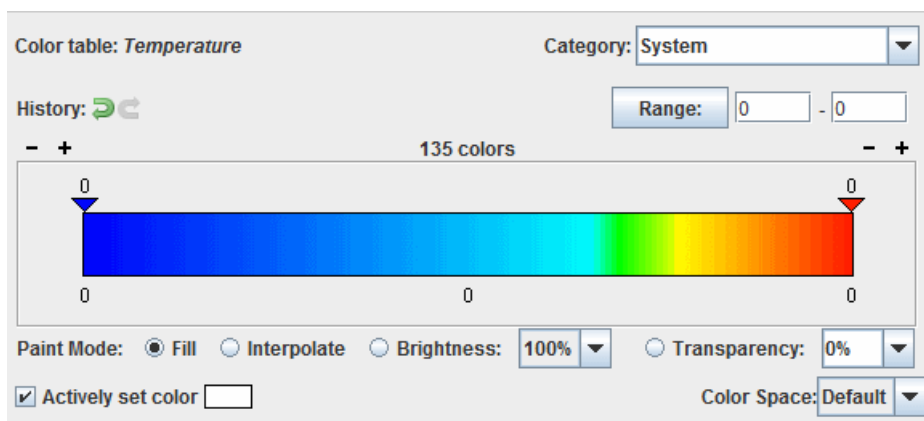 Color table: Temperature Category: System
History: Range: 0 - 0
- + 135 colors - +
0 0
0 0 0
Paint Mode: Fill Interpolate Brightness: 100% Transparency: 0%
Actively set color Color Space: Default